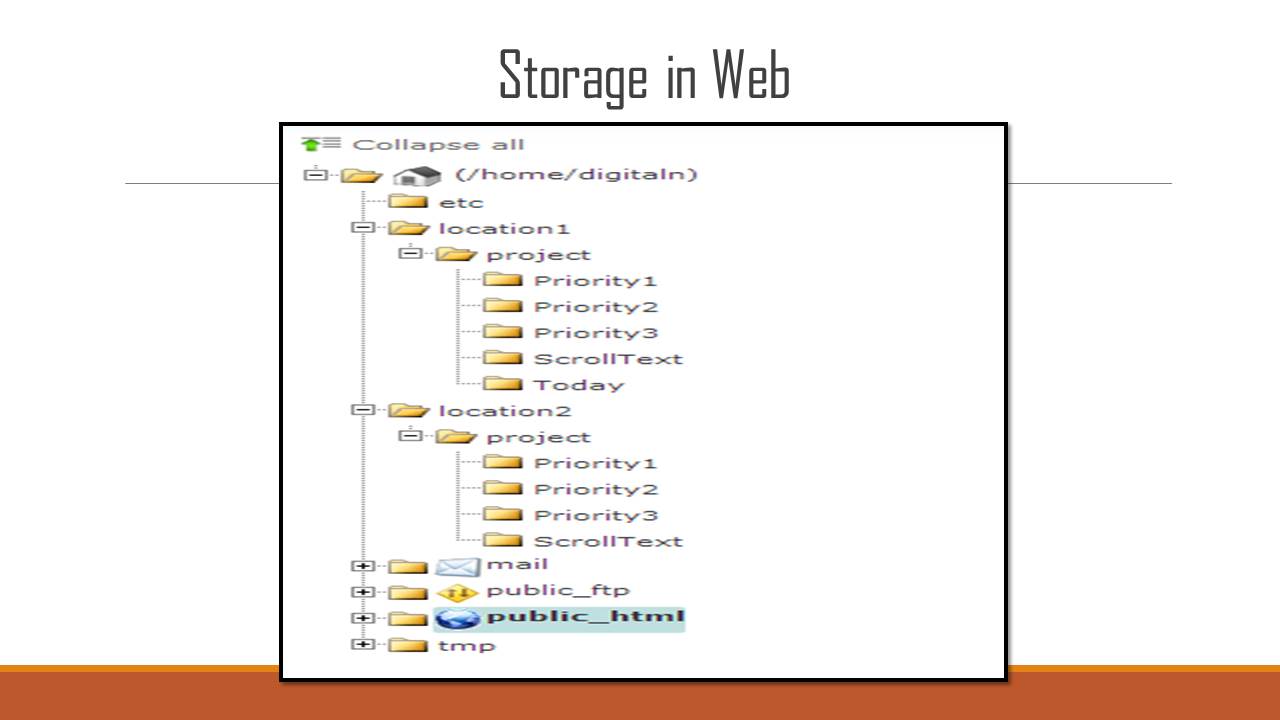 Storage in Web
Collapse all
(/home/digitaln)
etc
location1
project
Priority1
Priority2
Priority3
ScrollText
Today
location2
project
Priority1
Priority2
Priority3
ScrollText
mail
public_ftp
public_html
tmp